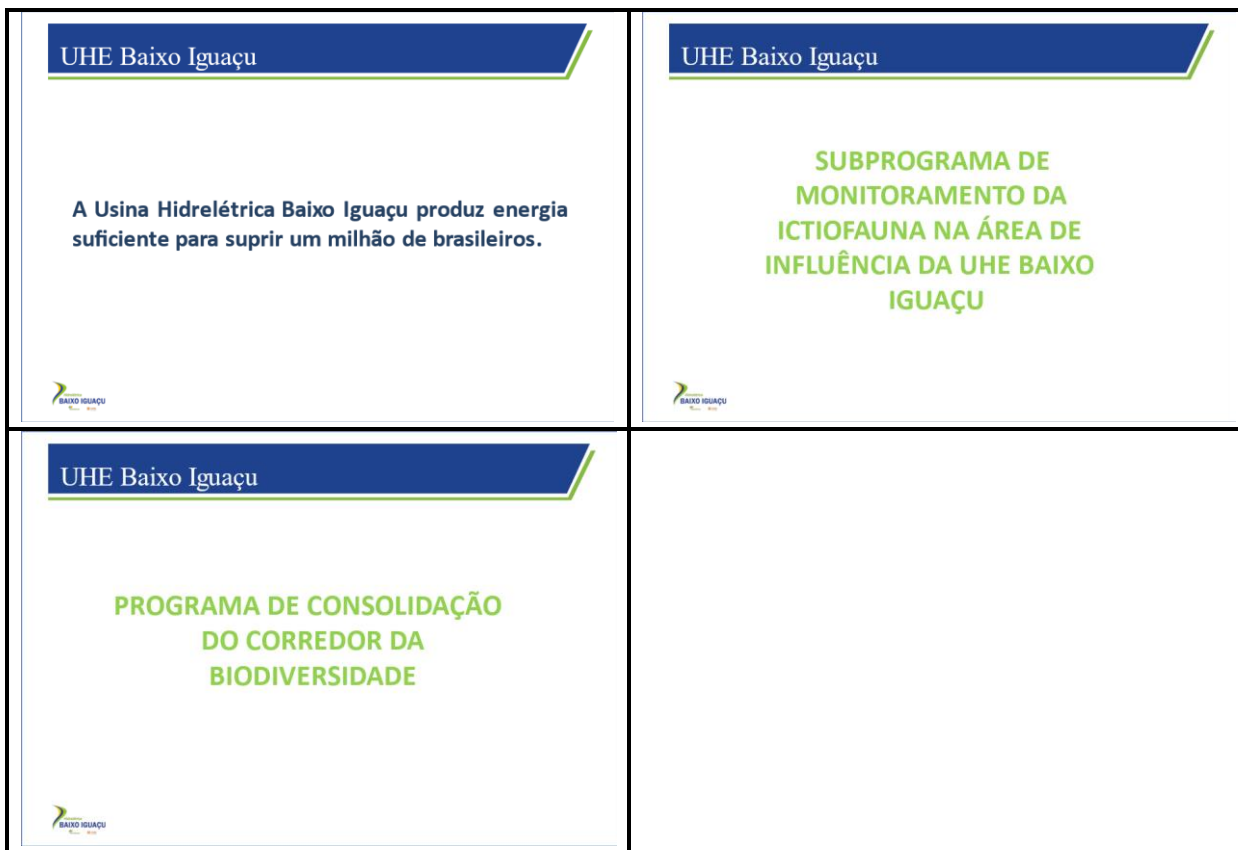 UHE Baixo Iguaçu
A Usina Hidrelétrica Baixo Iguaçu produz energia
suficiente para suprir um milhão de brasileiros.
BAIXO IGUAÇU
UHE Baixo Iguaçu
SUBPROGRAMA DE
MONITORAMENTO DA
ICTIOFAUNA NA ÁREA DE
INFLUÊNCIA DA UHE BAIXO
IGUAÇU
BAIXO IGUAÇU
UHE Baixo Iguaçu
PROGRAMA DE CONSOLIDAÇÃO
DO CORREDOR DA
BIODIVERSIDADE
BAIXO IGUAÇU